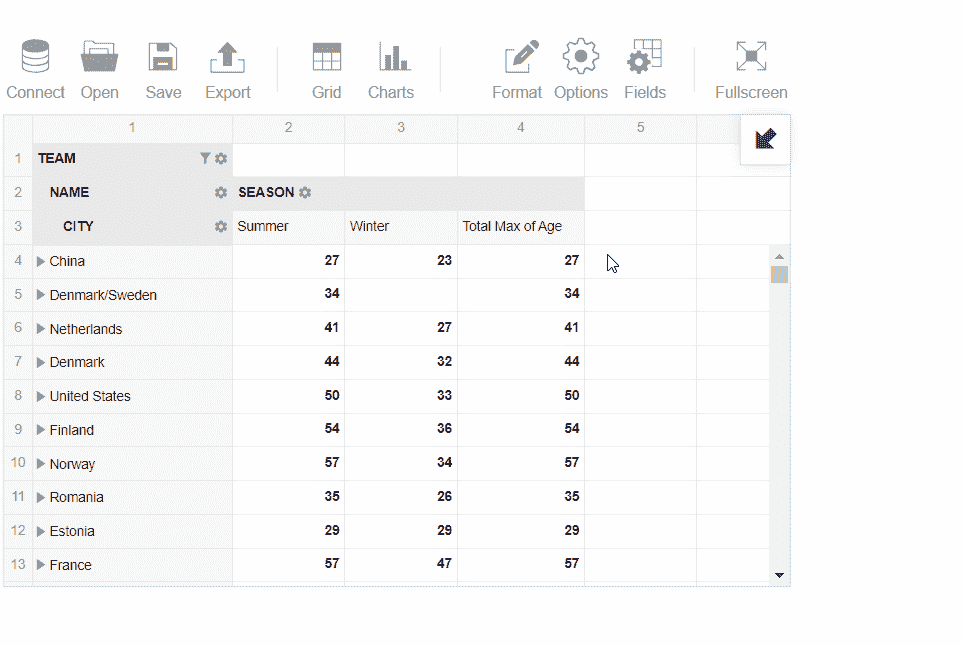 Connect Open Save Export Grid Charts Format Options Fields Fullscreen
1 2 3 4 5
1 TEAM
2 NAME SEASON
3 CITY Summer Winter Total Max of Age
4 China 27 23 27
5 Denmark/Sweden 34 34
6 Netherlands 41 27 41
7 Denmark 44 32 44
8 United States 50 33 50
9 Finland 54 36 54
10 Norway 57 34 57
11 Romania 35 26 35
12 Estonia 29 29 29
13 France 57 47 57